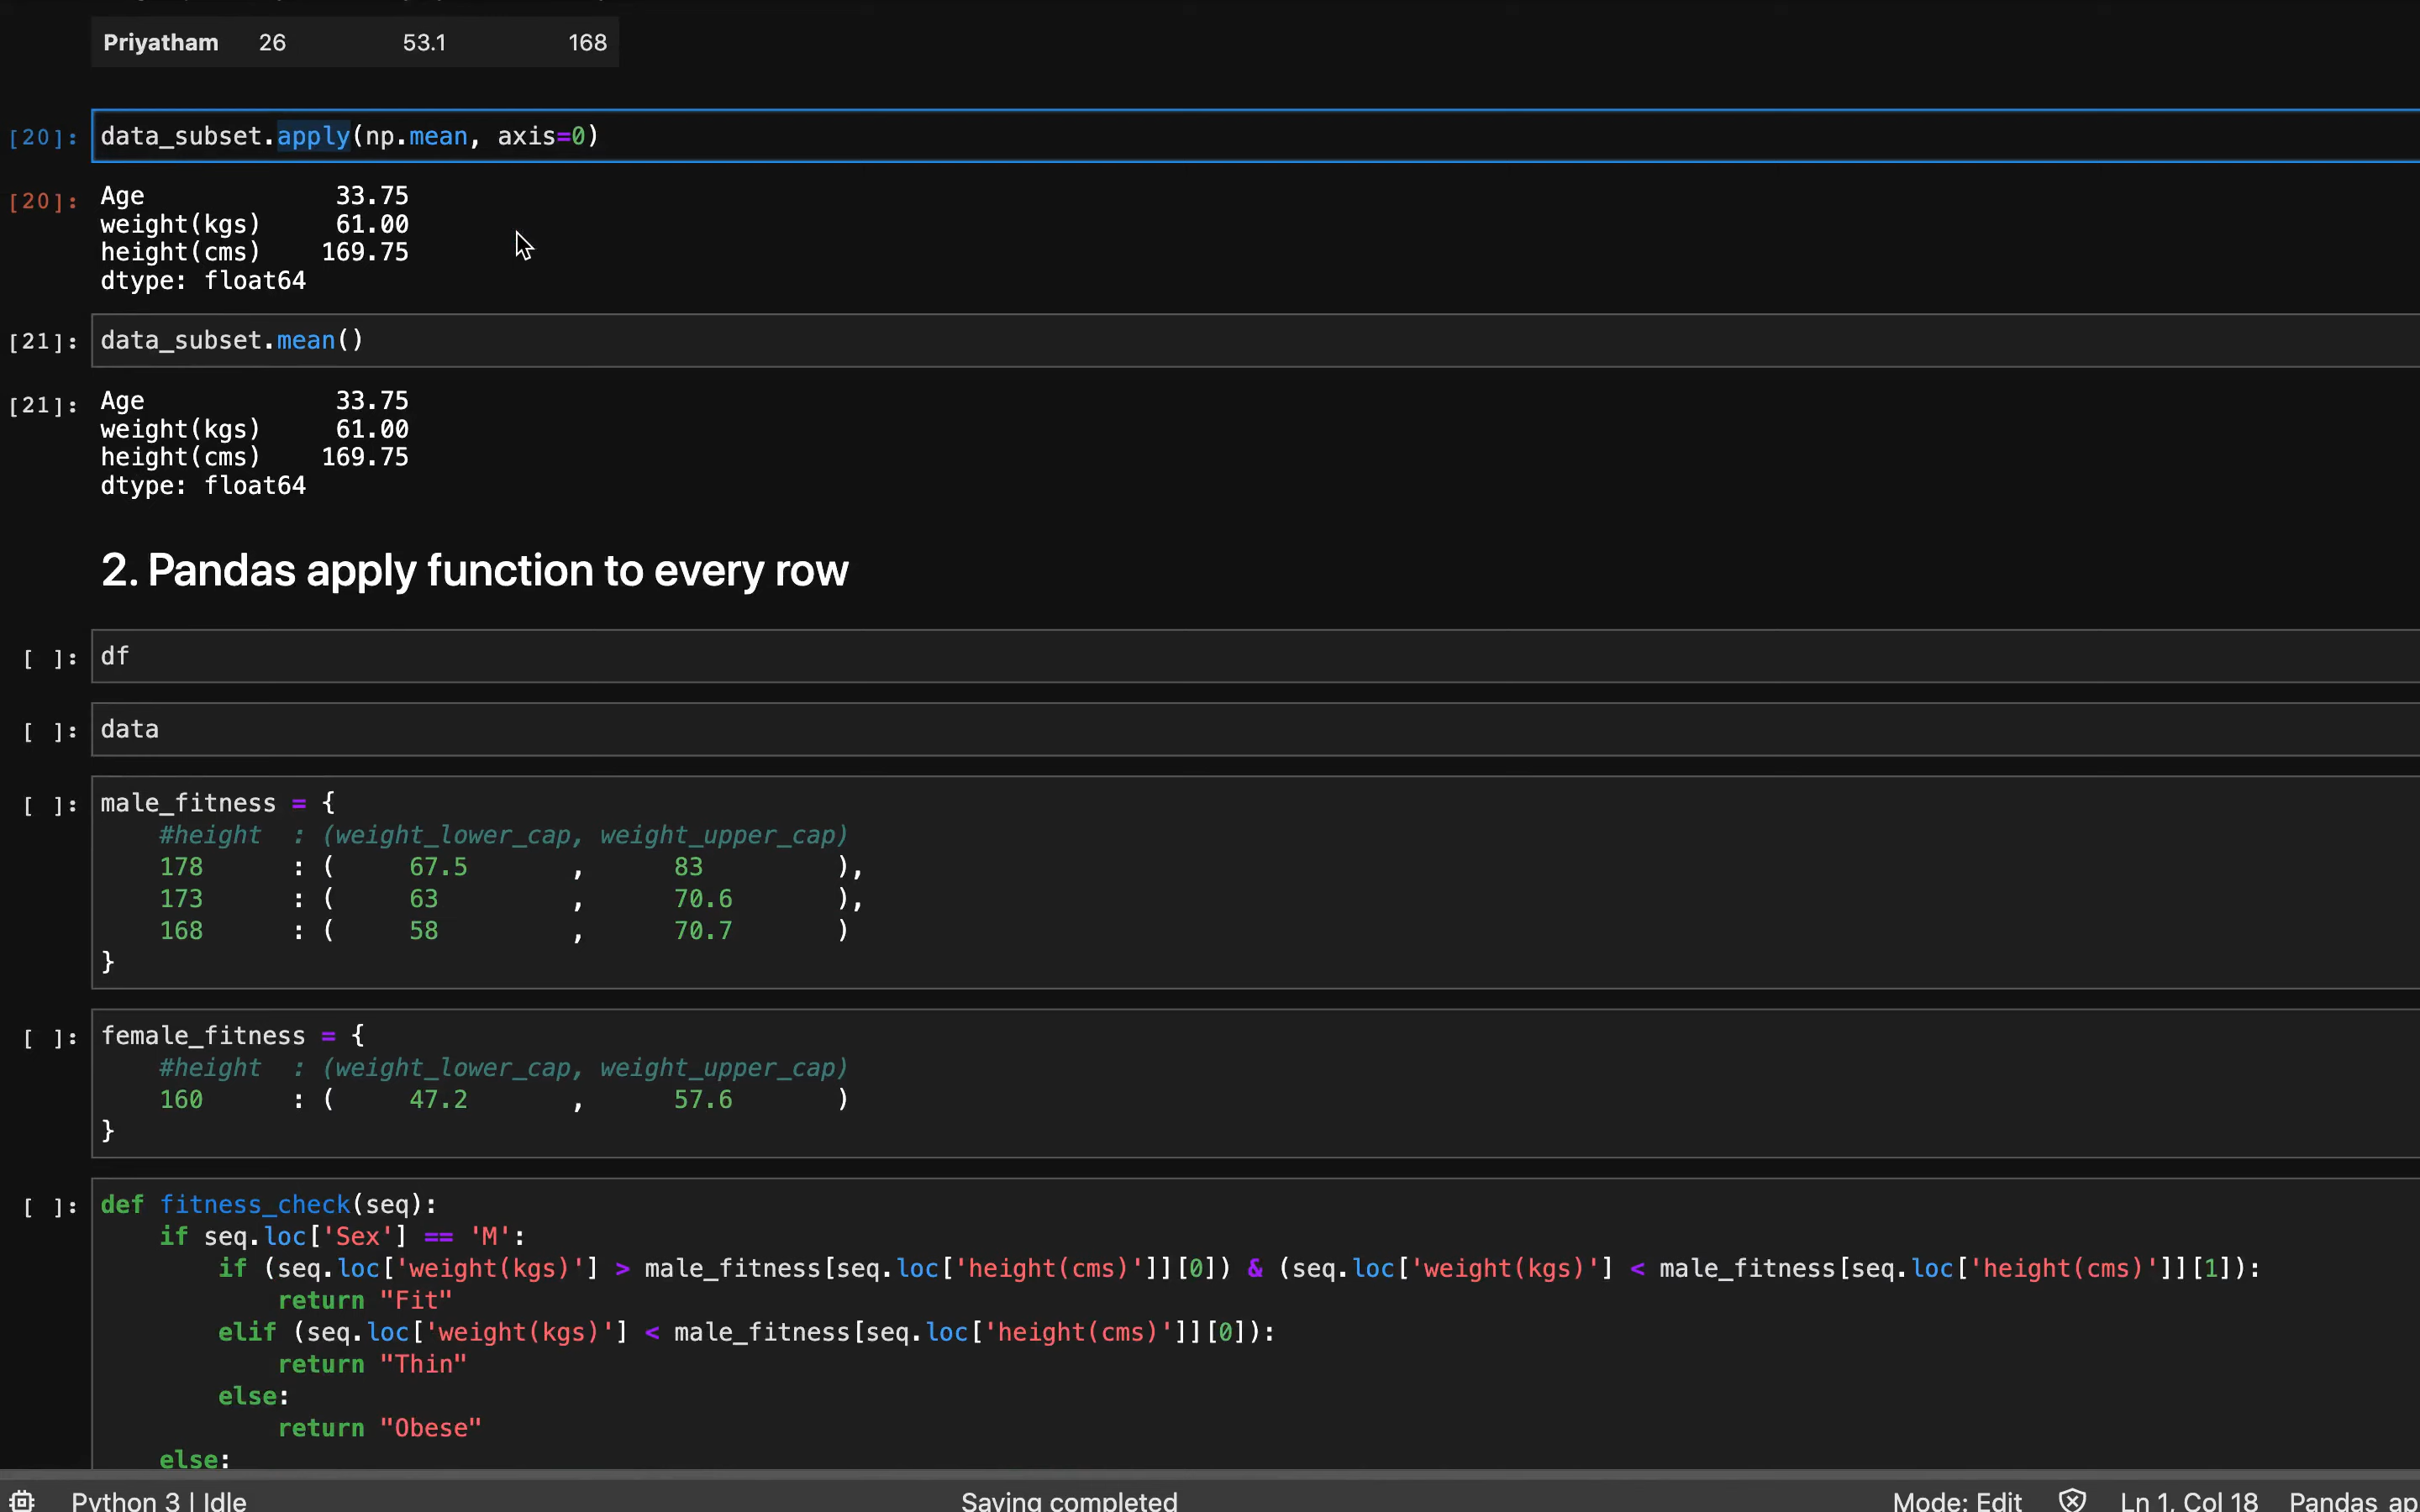 Priyatham 26 53.1 168
[20]: data_subset.apply(np.mean, axis=0)
[20]: Age 33.75
weight(kgs) 61.00
height(cms) 169.75
dtype: float64
[21]: data_subset.mean()
[21]: Age 33.75
weight(kgs) 61.00
height(cms) 169.75
dtype: float64
2. Pandas apply function to every row
[ ]: df
[ ]: data
[ ]: male_fitness = {
#height : (weight_lower_cap, weight_upper_cap)
178 : ( 67.5 , 83 ),
173 : ( 63 , 70.6 ),
168 : ( 58 , 70.7 )
}
[ ]: female_fitness = {
#height : (weight_lower_cap, weight_upper_cap)
160 : ( 47.2 , 57.6 )
}
[ ]: def fitness_check(seq):
if seq.loc['Sex'] == 'M':
if (seq.loc['weight(kgs)'] > male_fitness[seq.loc['height(cms)']][0]) & (seq.loc['weight(kgs)'] < male_fitness[seq.loc['height(cms)']][1]):
return "Fit"
elif (seq.loc['weight(kgs)'] < male_fitness[seq.loc['height(cms)']][0]):
return "Thin"
else:
return "Obese"
else:
Python 3 | Idle Saving completed Mode: Edit Ln 1, Col 18 Pandas ap